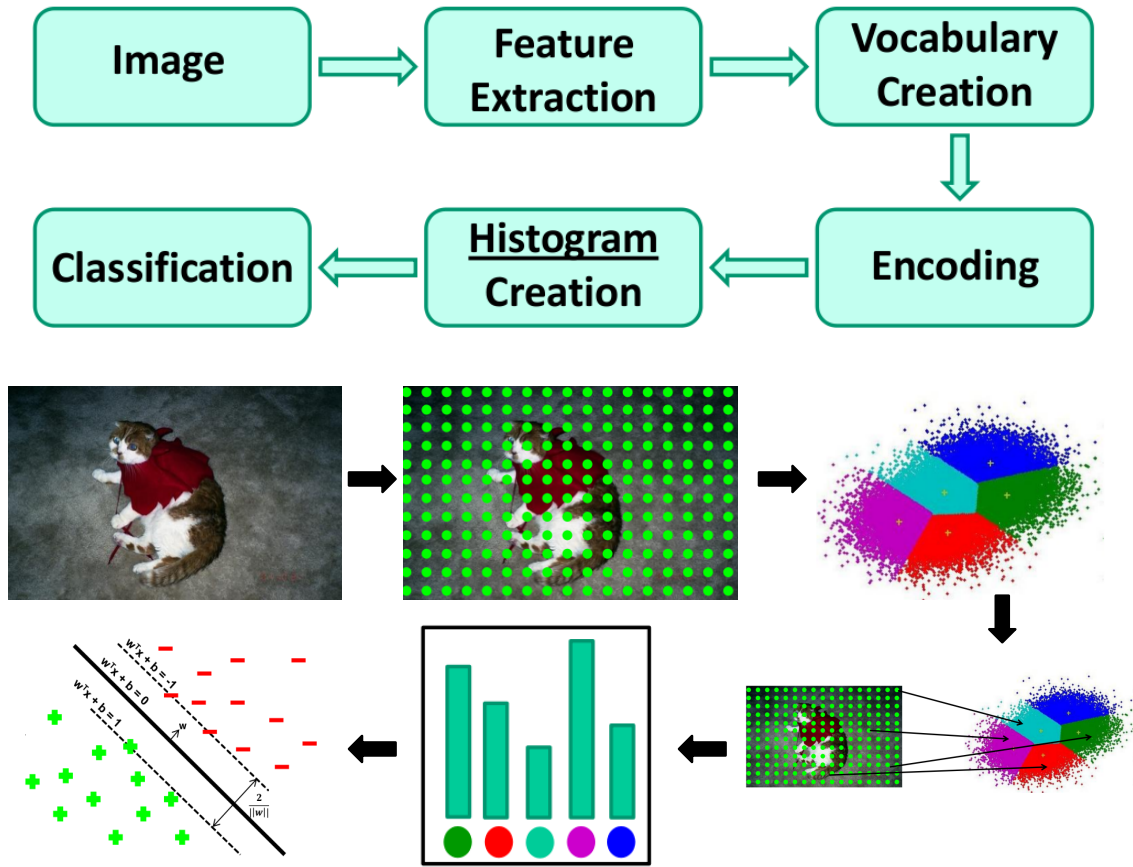 Image
Feature
Extraction
Vocabulary
Creation
Classification
Histogram
Creation
Encoding
wᵀx + b = -1
wᵀx + b = 0
wᵀx + b = 1
w
2
||w||